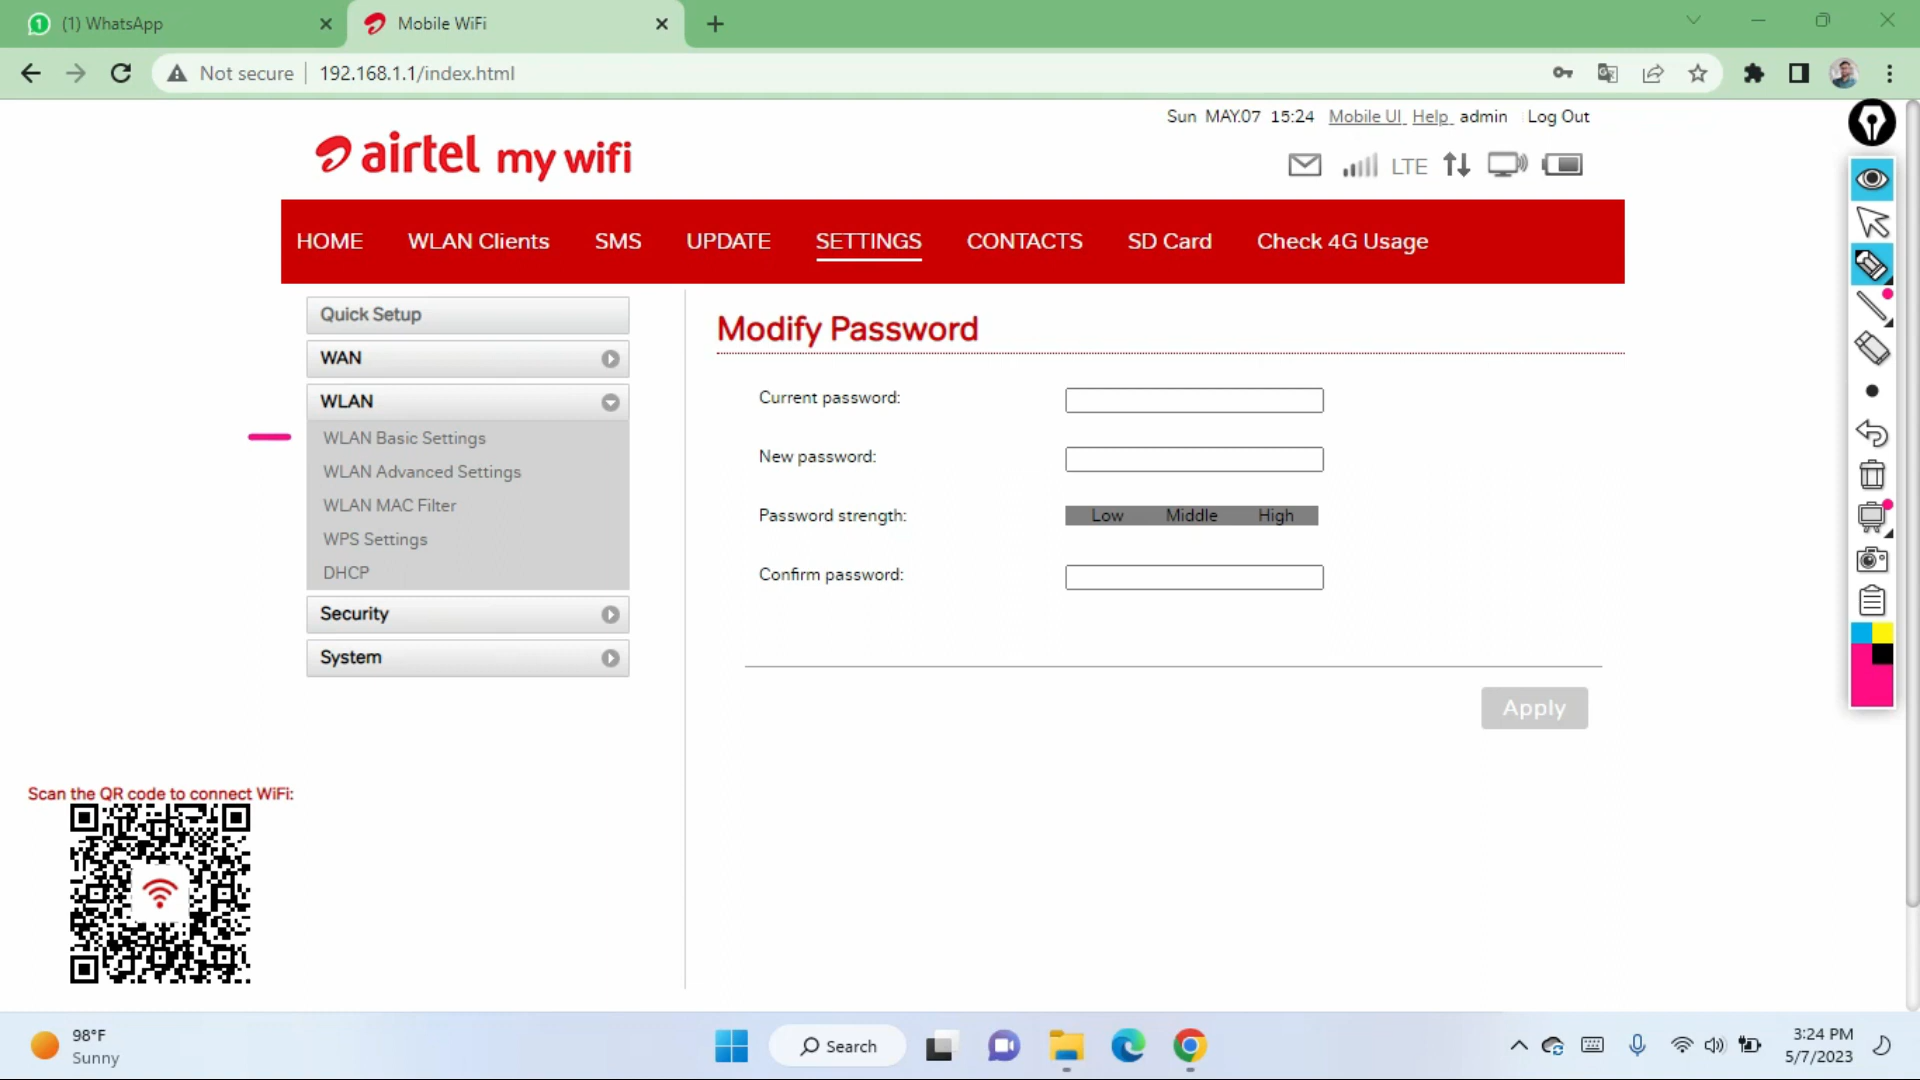 (1) WhatsApp
Mobile WiFi
Not secure
192.168.1.1/index.html
Sun MAY.07 15:24 Mobile UI Help admin Log Out
airtel my wifi
LTE
HOME WLAN Clients SMS UPDATE SETTINGS CONTACTS SD Card Check 4G Usage
Quick Setup
WAN
WLAN
WLAN Basic Settings
WLAN Advanced Settings
WLAN MAC Filter
WPS Settings
DHCP
Security
System
Modify Password
Current password:
New password:
Password strength:
Low Middle High
Confirm password:
Apply
Scan the QR code to connect WiFi:
98°F
Sunny
Search
3:24 PM
5/7/2023